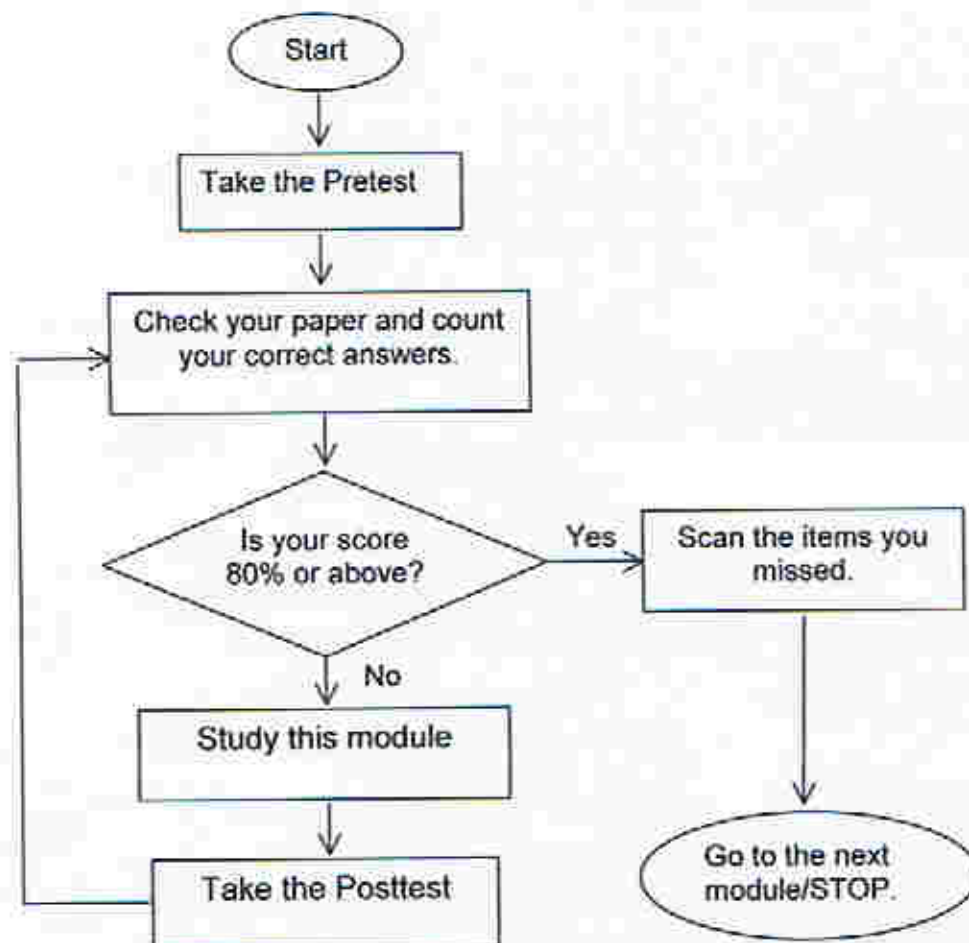 Start
Take the Pretest
Check your paper and count
your correct answers.
Is your score
80% or above?
Yes
Scan the items you
missed.
No
Study this module
Take the Posttest
Go to the next
module/STOP.